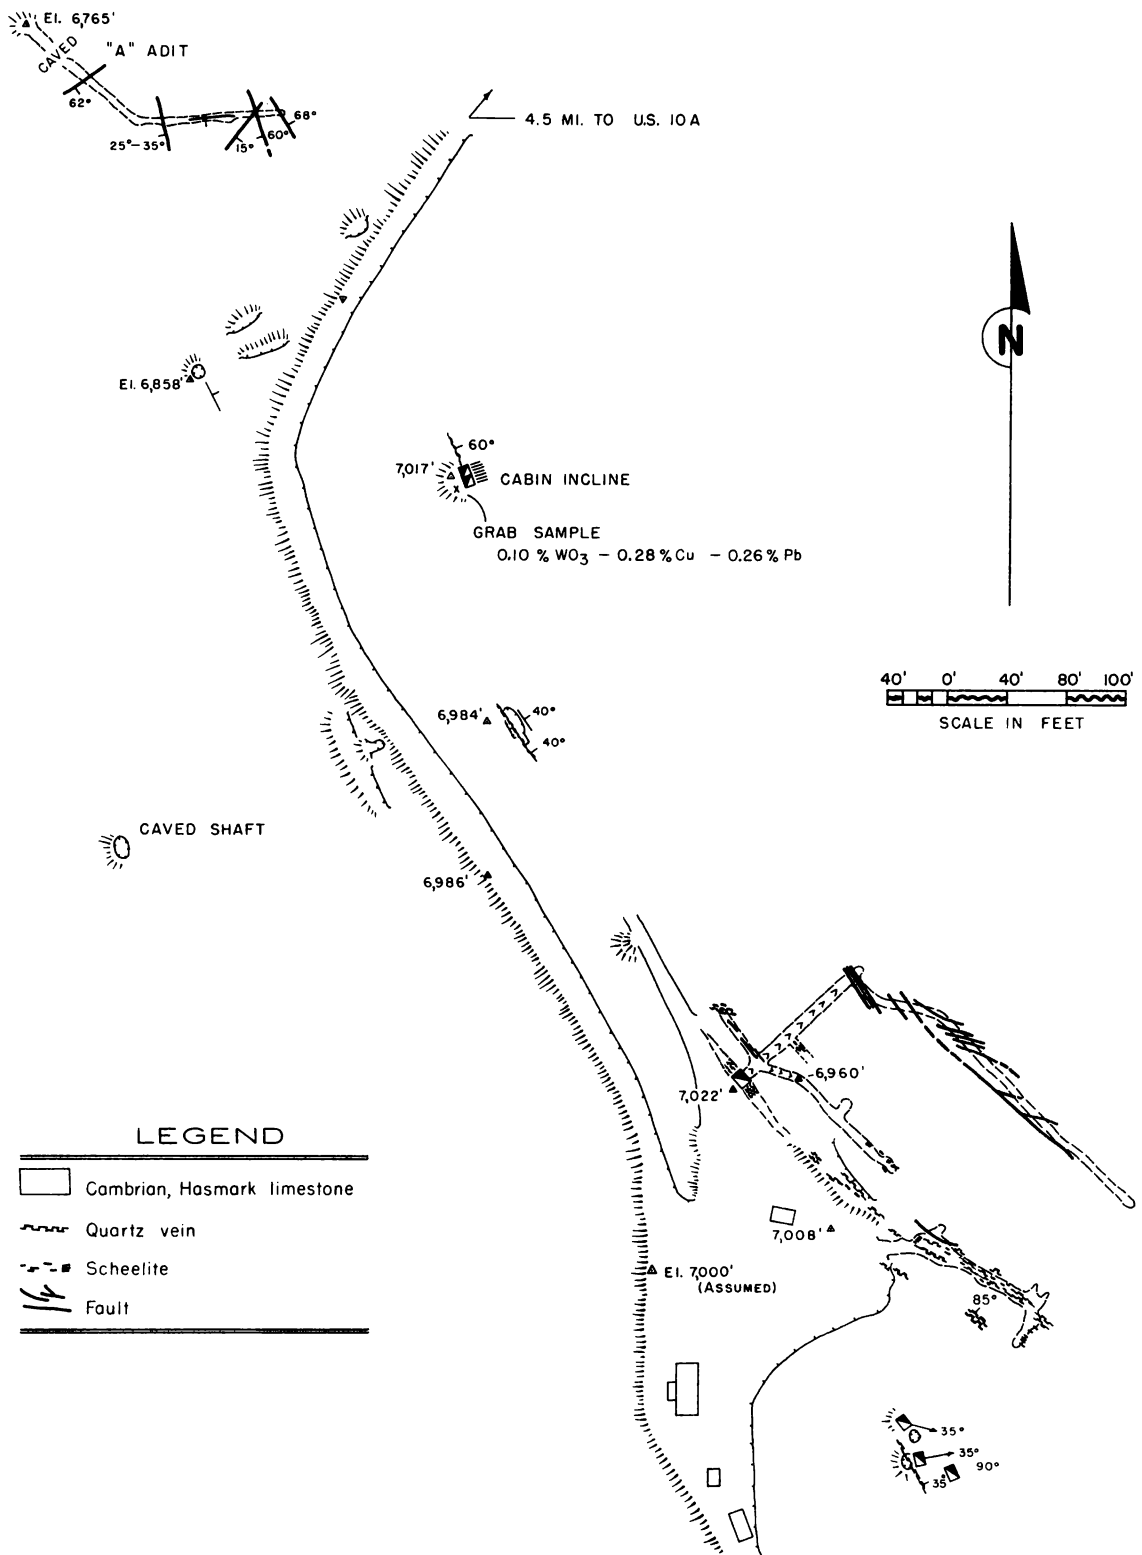 El. 6,765'
CAVED
"A" ADIT
62°
25°-35°
15°
60°
68°
4.5 MI. TO U.S. 10A
El. 6,858'
N
60°
7,017'
x
CABIN INCLINE
GRAB SAMPLE
0.10 % WO3 - 0.28 % Cu - 0.26 % Pb
40' 0' 40' 80' 100'
SCALE IN FEET
6,984'
40°
40°
CAVED SHAFT
6,986'
6,960'
7,022'
LEGEND
Cambrian, Hasmark limestone
Quartz vein
Scheelite
Fault
7,008'
El. 7,000'
(ASSUMED)
85°
35°
35°
90°
35°